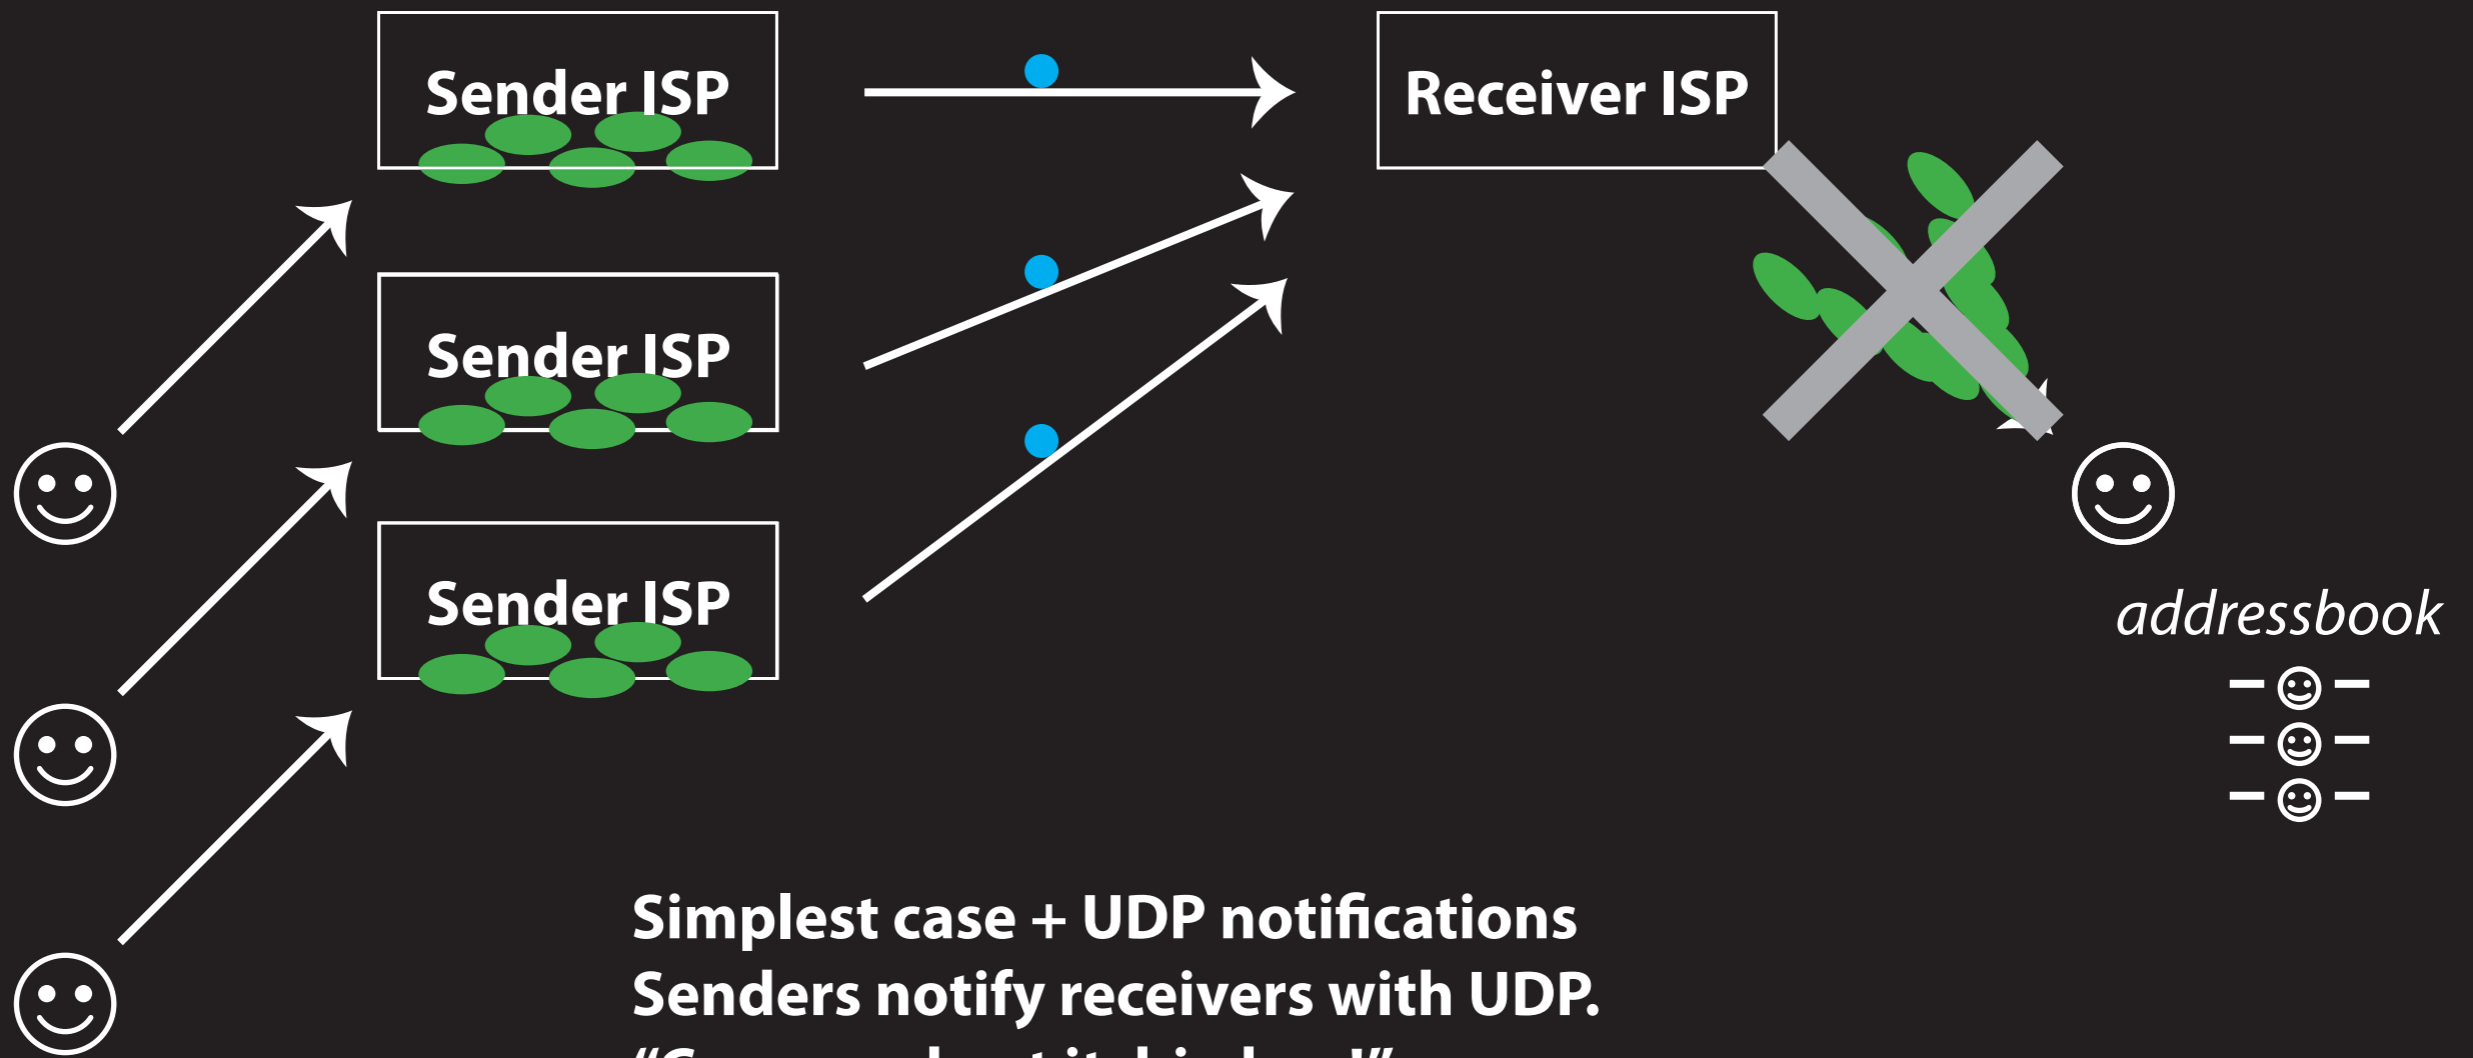 Sender ISP
Receiver ISP
Sender ISP
Sender ISP
addressbook
Simplest case + UDP notifications
Senders notify receivers with UDP.